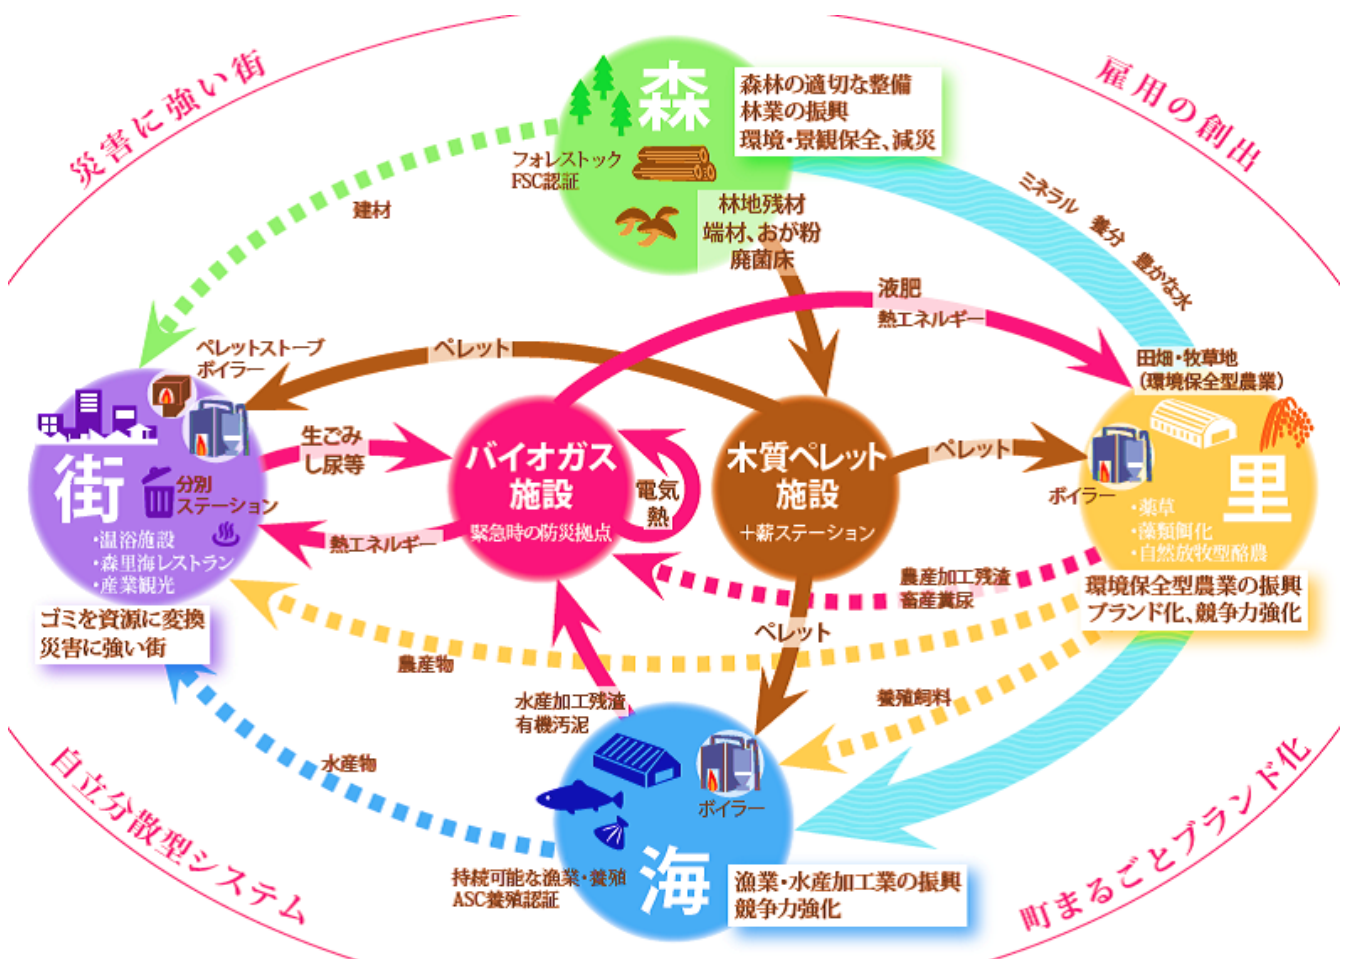 災害に強い街
雇用の創出
森
森林の適切な整備
林業の振興
環境・景観保全、減災
フォレストック
FSC認証
建材
林地残材
端材、おが粉
廃菌床
ミネラル 養分 豊かな水
液肥
熱エネルギー
ペレットストーブ
ボイラー
ペレット
田畑・牧草地
（環境保全型農業）
街
分別
ステーション
・温浴施設
・森里海レストラン
・産業観光
ゴミを資源に変換
災害に強い街
生ごみ
し尿等
熱エネルギー
バイオガス
施設
緊急時の防災拠点
電気
熱
木質ペレット
施設
＋薪ステーション
ペレット
ボイラー
里
・薬草
・藻類餌化
・自然放牧型酪農
環境保全型農業の振興
ブランド化、競争力強化
農産加工残渣
畜産糞尿
ペレット
農産物
養殖飼料
水産加工残渣
有機汚泥
水産物
ボイラー
海
持続可能な漁業・養殖
ASC養殖認証
漁業・水産加工業の振興
競争力強化
自立分散型システム
町まるごとブランド化